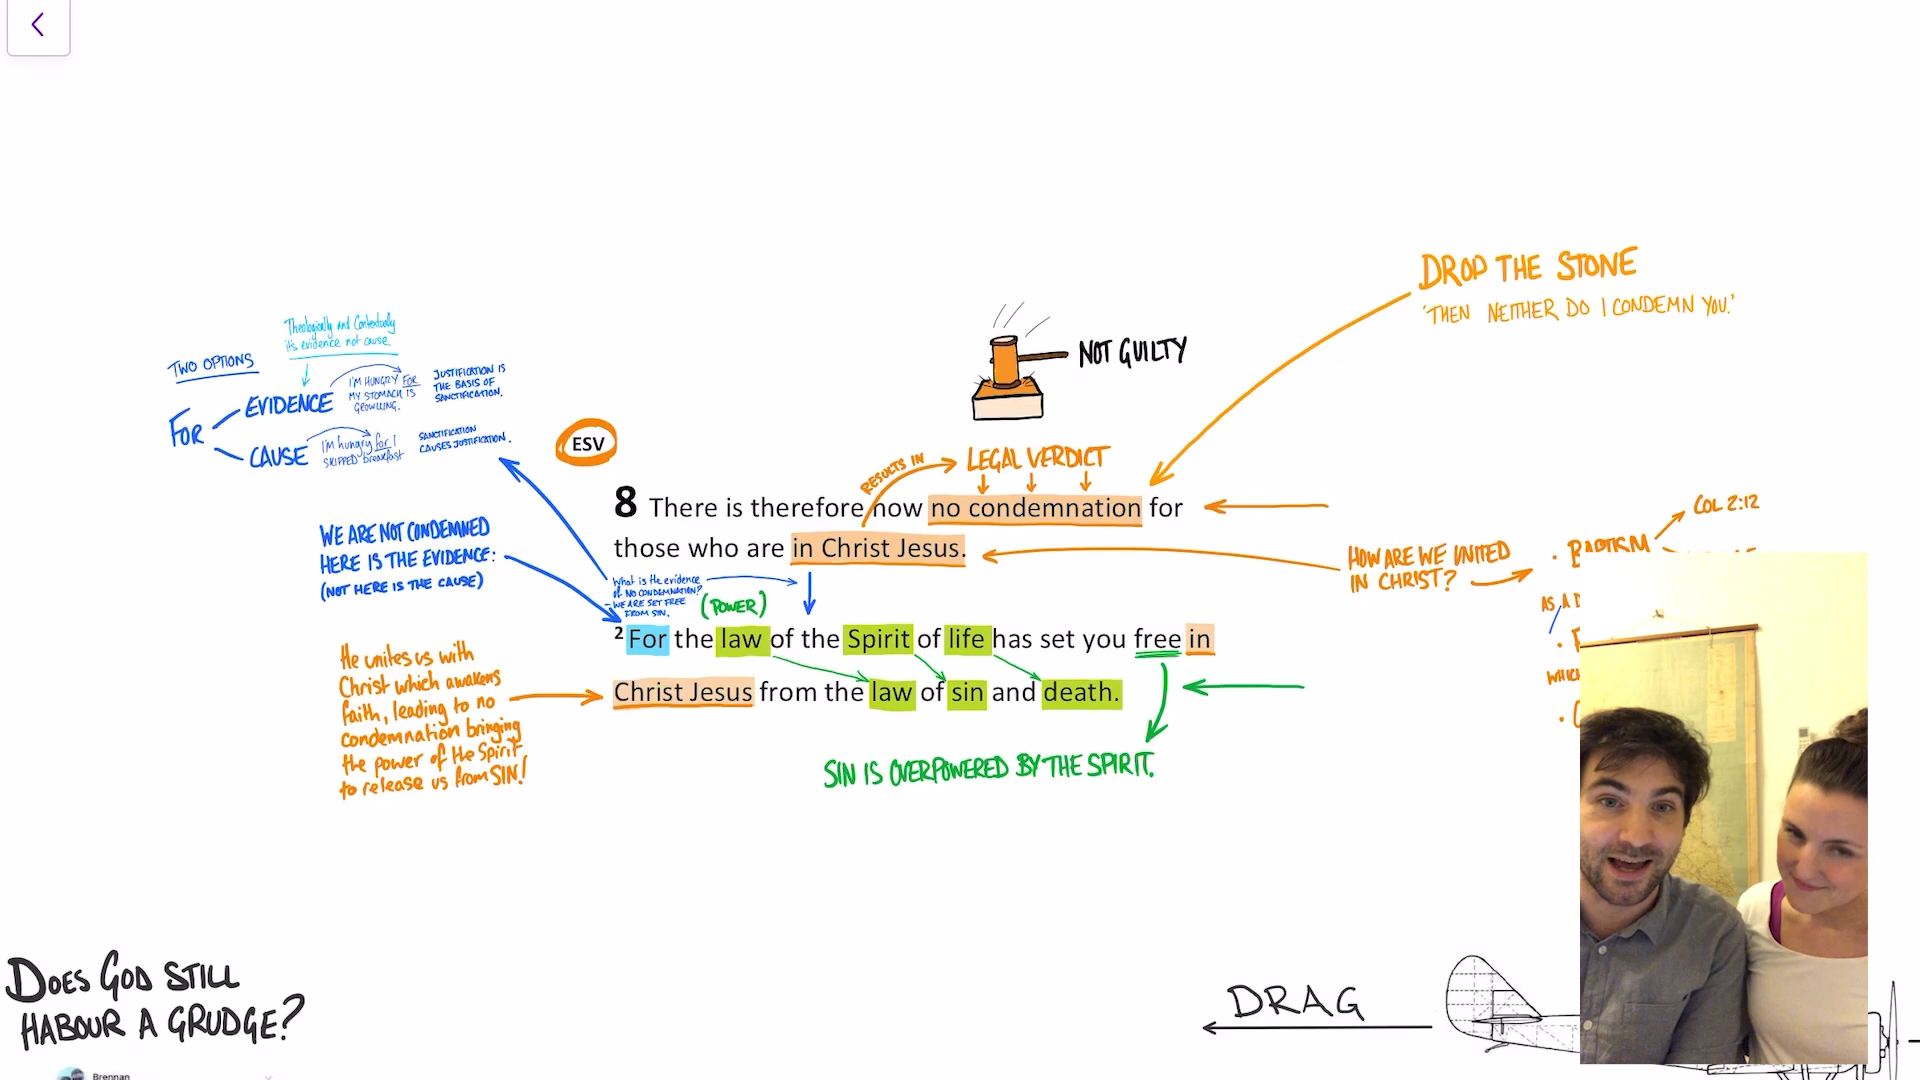 DROP THE STONE
'THEN NEITHER DO I CONDEMN YOU.'
Theologically and Contextually
it's evidence not cause.
TWO OPTIONS
FOR
EVIDENCE
I'M HUNGRY FOR
MY STOMACH IS
GROWLING.
JUSTIFICATION IS
THE BASIS OF
SANCTIFICATION.
CAUSE
I'm hungry for I
SKIPPED breakfast
SANCTIFICATION
CAUSES JUSTIFICATION.
NOT GUILTY
ESV
RESULTS IN
LEGAL VERDICT
8 There is therefore now no condemnation for
those who are in Christ Jesus.
WE ARE NOT CONDEMNED
HERE IS THE EVIDENCE:
(NOT HERE IS THE CAUSE)
What is the evidence
of NO CONDEMNATION?
- WE ARE SET FREE
FROM SIN.
(POWER)
2 For the law of the Spirit of life has set you free in
Christ Jesus from the law of sin and death.
HOW ARE WE UNITED
IN CHRIST?
• BAPTISM
COL 2:12
AS A
He unites us with
Christ which awakens
faith, leading to no
condemnation bringing
the power of the Spirit
to release us from SIN!
SIN IS OVERPOWERED BY THE SPIRIT.
DOES GOD STILL
HABOUR A GRUDGE?
DRAG
Brennan